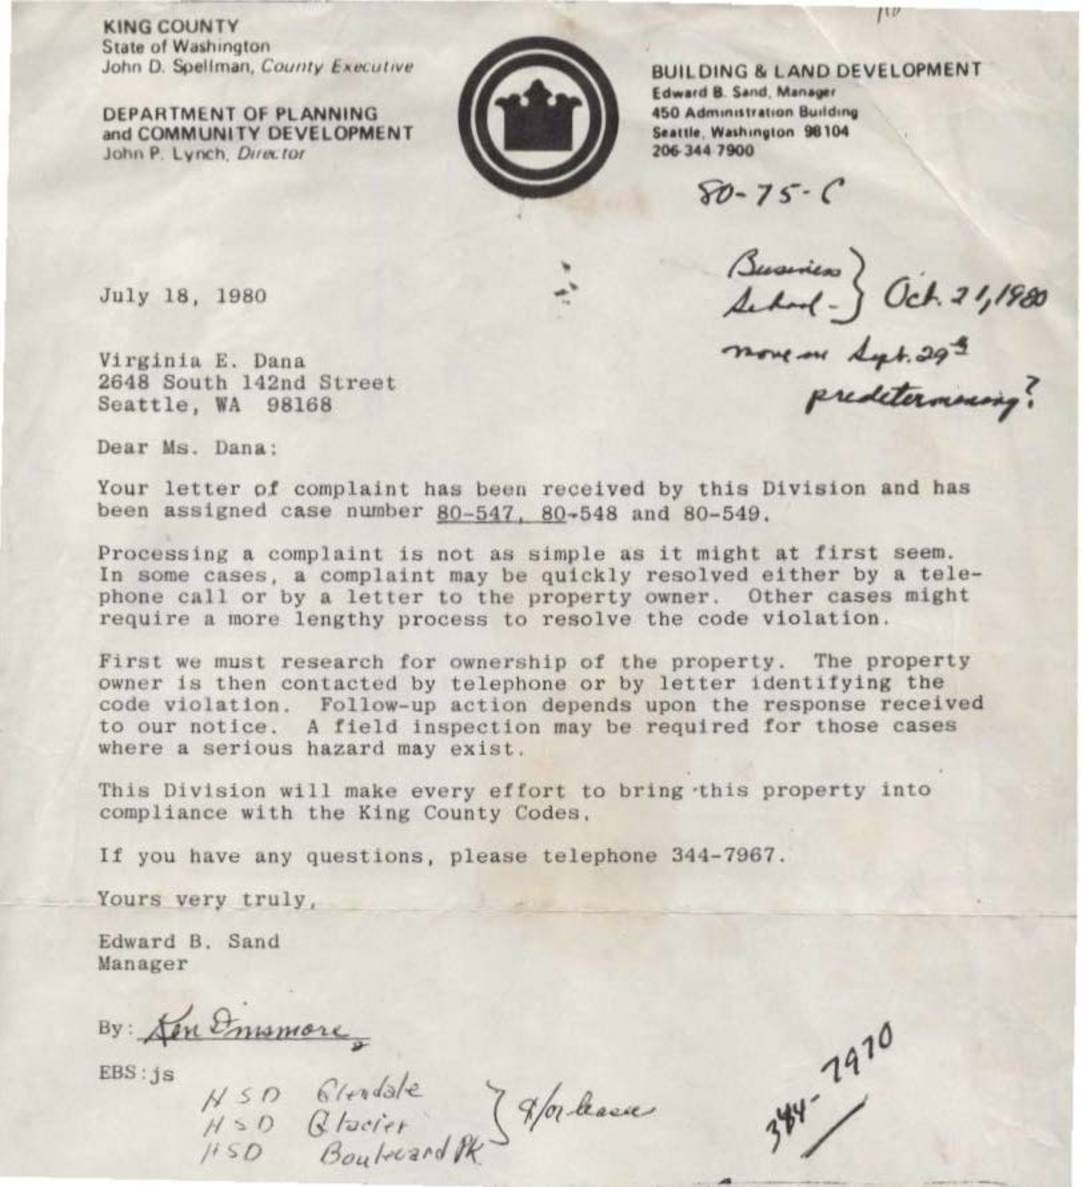 KING COUNTY
State of Washington
John D. Spellman, County Executive
DEPARTMENT OF PLANNING
and COMMUNITY DEVELOPMENT
John P. Lynch, Director
BUILDING & LAND DEVELOPMENT
Edward B. Sand, Manager
450 Administration Building
Seattle, Washington 98104
206-344-7900
80-75-C
Business
School - } Oct. 21, 1980
move in Sept. 29th
predetermining?
July 18, 1980
Virginia E. Dana
2648 South 142nd Street
Seattle, WA 98168
Dear Ms. Dana:
Your letter of complaint has been received by this Division and has
been assigned case number 80-547, 80-548 and 80-549.
Processing a complaint is not as simple as it might at first seem.
In some cases, a complaint may be quickly resolved either by a tele-
phone call or by a letter to the property owner. Other cases might
require a more lengthy process to resolve the code violation.
First we must research for ownership of the property. The property
owner is then contacted by telephone or by letter identifying the
code violation. Follow-up action depends upon the response received
to our notice. A field inspection may be required for those cases
where a serious hazard may exist.
This Division will make every effort to bring this property into
compliance with the King County Codes.
If you have any questions, please telephone 344-7967.
Yours very truly,
Edward B. Sand
Manager
By: Ken Dinsmore
EBS:js
HSD Glendale
HSD Glacier } &/or lease
HSD Boulevard Pk
344-7970